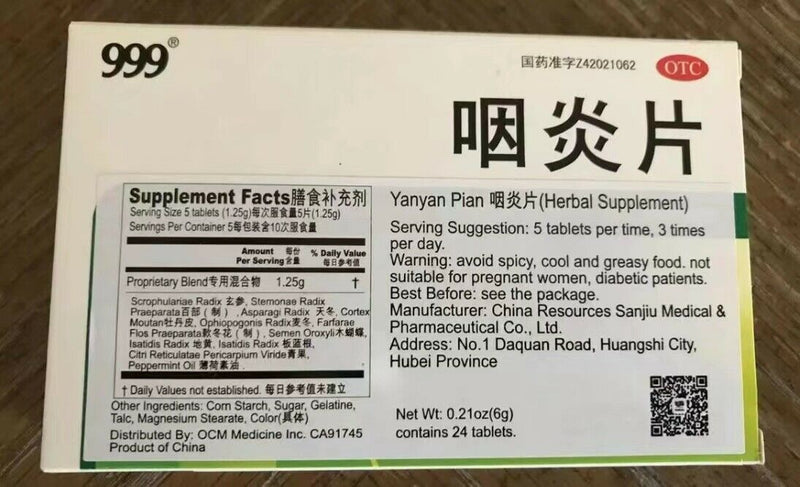 999®
国药准字Z42021062
OTC
咽炎片
Supplement Facts膳食补充剂
Serving Size 5 tablets (1.25g)每次服食量5片(1.25g)
Servings Per Container 5每包装含10次服食量
Amount Per Serving每份含量
% Daily Value每日参考值
Proprietary Blend专用混合物 1.25g †
Scrophulariae Radix 玄参, Stemonae Radix
Praeparata百部（制）,Asparagi Radix 天冬, Cortex
Moutan牡丹皮, Ophiopogonis Radix麦冬, Farfarae
Flos Praeparata款冬花（制）, Semen Oroxyli木蝴蝶,
Isatidis Radix 地黄, Isatidis Radix 板蓝根,
Citri Reticulatae Pericarpium Viride青果,
Peppermint Oil 薄荷素油 .
† Daily Values not established. 每日参考值未建立
Other Ingredients: Corn Starch, Sugar, Gelatine,
Talc, Magnesium Stearate, Color(具体)
Distributed By: OCM Medicine Inc. CA91745
Product of China
Yanyan Pian 咽炎片(Herbal Supplement)
Serving Suggestion: 5 tablets per time, 3 times
per day.
Warning: avoid spicy, cool and greasy food. not
suitable for pregnant women, diabetic patients.
Best Before: see the package.
Manufacturer: China Resources Sanjiu Medical &
Pharmaceutical Co., Ltd.
Address: No.1 Daquan Road, Huangshi City,
Hubei Province
Net Wt: 0.21oz(6g)
contains 24 tablets.